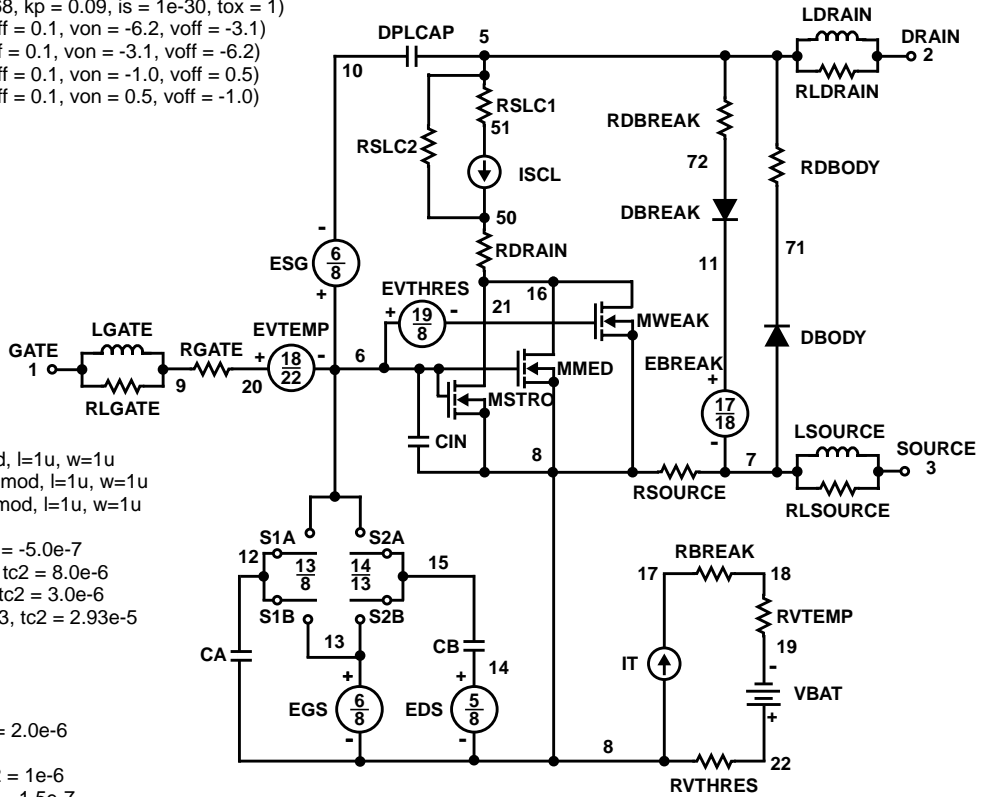 68, kp = 0.09, is = 1e-30, tox = 1)
ff = 0.1, von = -6.2, voff = -3.1)
f = 0.1, von = -3.1, voff = -6.2)
ff = 0.1, von = -1.0, voff = 0.5)
ff = 0.1, von = 0.5, voff = -1.0)
LDRAIN
DPLCAP
5
DRAIN
2
10
RLDRAIN
RSLC1
51
RDBREAK
RSLC2
72
RDBODY
ISCL
DBREAK
50
ESG
6
8
RDRAIN
71
11
EVTHRES
19
8
16
21
MWEAK
LGATE
EVTEMP
GATE
1
RGATE
18
22
6
EBREAK
DBODY
MMED
9
20
MSTRO
RLGATE
17
18
CIN
LSOURCE
SOURCE
3
8
7
RSOURCE
RLSOURCE
d, l=1u, w=1u
mod, l=1u, w=1u
mod, l=1u, w=1u
= -5.0e-7
tc2 = 8.0e-6
tc2 = 3.0e-6
3, tc2 = 2.93e-5
S1A
S2A
12
13
8
14
13
15
S1B
S2B
13
CA
CB
14
EGS
6
8
EDS
5
8
RBREAK
17
18
RVTEMP
19
IT
VBAT
8
22
RVTHRES
= 2.0e-6
2 = 1e-6